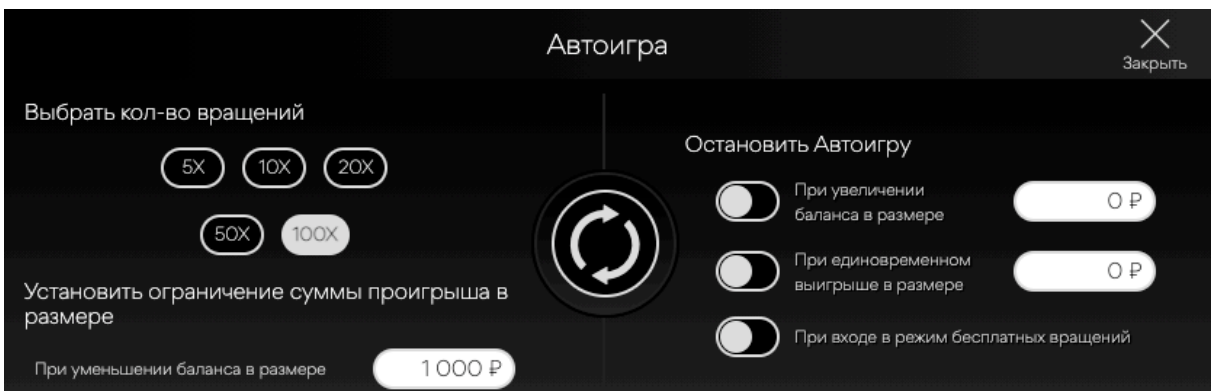 Автоигра
Закрыть
Выбрать кол-во вращений
5X 10X 20X
50X 100X
Установить ограничение суммы проигрыша в
размере
При уменьшении баланса в размере 1 000 ₽
Остановить Автоигру
При увеличении
баланса в размере
0 ₽
При единовременном
выигрыше в размере
0 ₽
При входе в режим бесплатных вращений